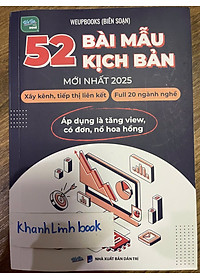 WEUPBOOKS (BIÊN SOẠN)
52 BÀI MẪU
KỊCH BẢN
MỚI NHẤT 2025
Xây kênh, tiếp thị liên kết Full 20 ngành nghề
Áp dụng là tăng view,
có đơn, nổ hoa hồng
KhanhLinh book
NHÀ XUẤT BẢN DÂN TRÍ